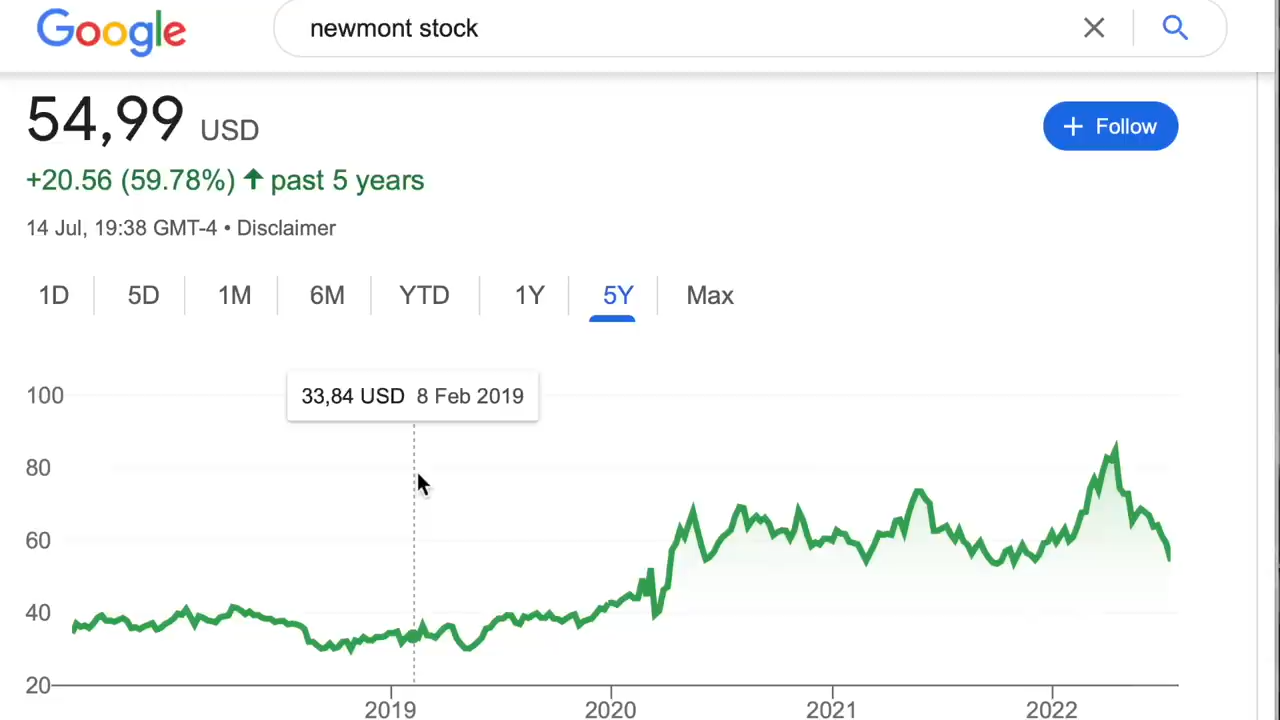 Google
newmont stock
54,99 USD
+ Follow
+20.56 (59.78%) ↑ past 5 years
14 Jul, 19:38 GMT-4 • Disclaimer
1D 5D 1M 6M YTD 1Y 5Y Max
33,84 USD 8 Feb 2019
100
80
60
40
20
2019 2020 2021 2022